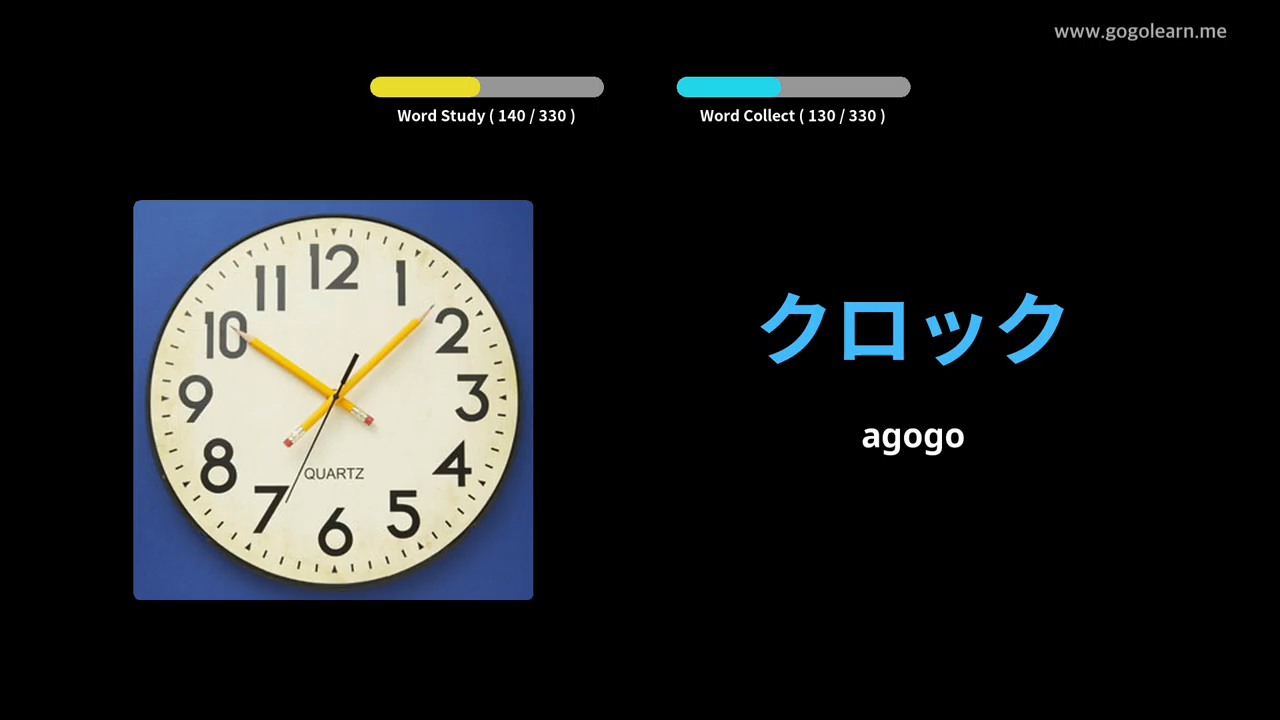 www.gogolearn.me
Word Study ( 140 / 330 )
Word Collect ( 130 / 330 )
12
11
1
10
2
9
3
8
4
7
5
6
QUARTZ
クロック
agogo